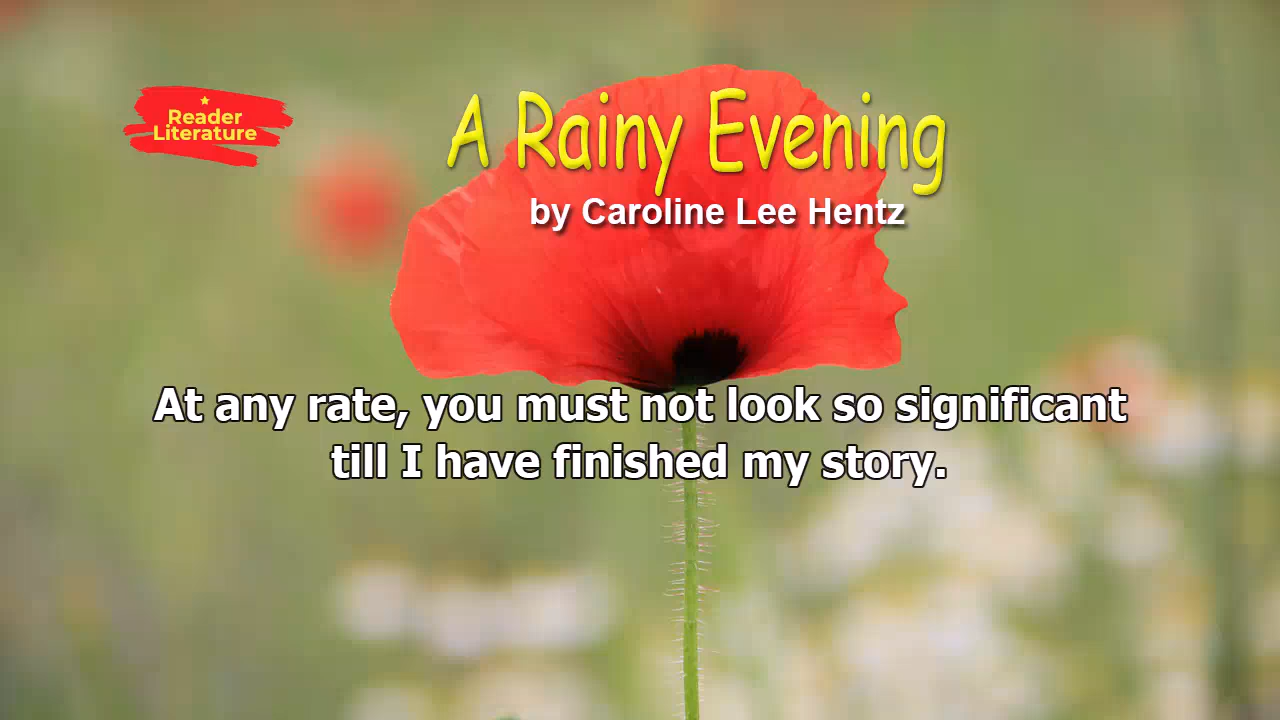 Reader
Literature
A Rainy Evening
by Caroline Lee Hentz
At any rate, you must not look so significant
till I have finished my story.